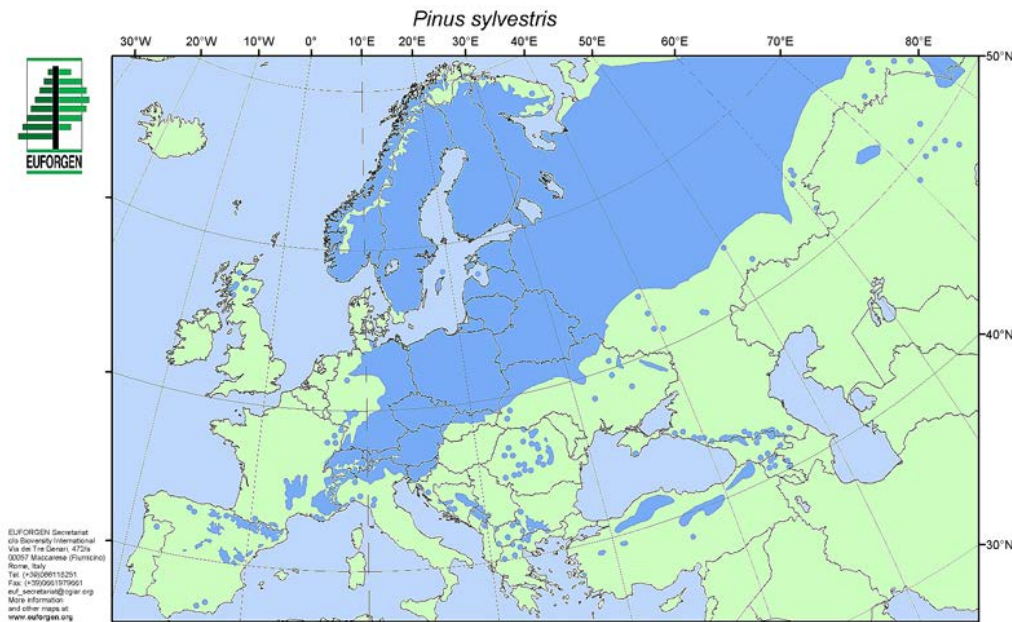 Pinus sylvestris
30°W 20°W 10°W 0° 10°E 20°E 30°E 40°E 50°E 60°E 70°E 80°E
50°N
EUFORGEN
40°N
30°N
EUFORGEN Secretariat
c/o Bioversity International
Via dei Tre Denari, 472/a
00057 Maccarese (Fiumicino)
Rome, Italy
Tel. (+39)066118251
Fax: (+39)0661979661
euf_secretariat@cgiar.org
More information
and other maps at
www.euforgen.org